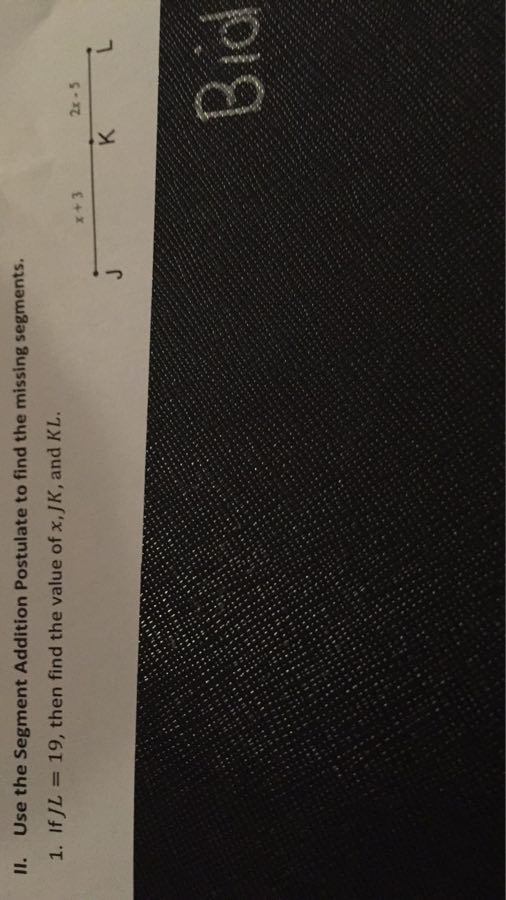 II. Use the Segment Addition Postulate to find the missing segments.
1. If JL = 19, then find the value of x, JK, and KL.
x + 3
2x - 5
J
K
L
Biol